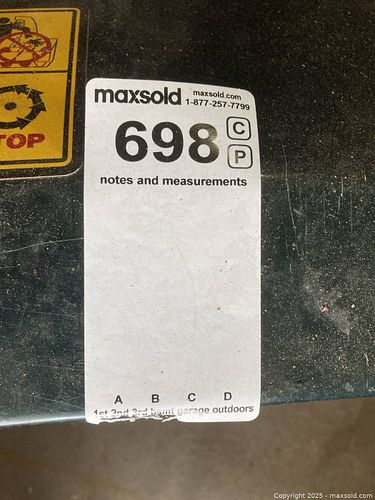 maxsold
maxsold.com
1-877-257-7799
698
C
P
notes and measurements
TOP
A B C D
1st 2nd 3rd bsmt garage outdoors
Copyright 2025 - maxsold.com